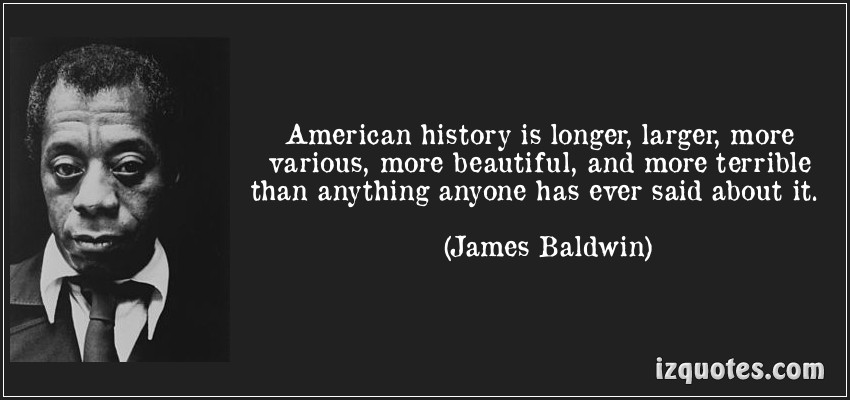 American history is longer, larger, more
various, more beautiful, and more terrible
than anything anyone has ever said about it.
(James Baldwin)
izquotes.com